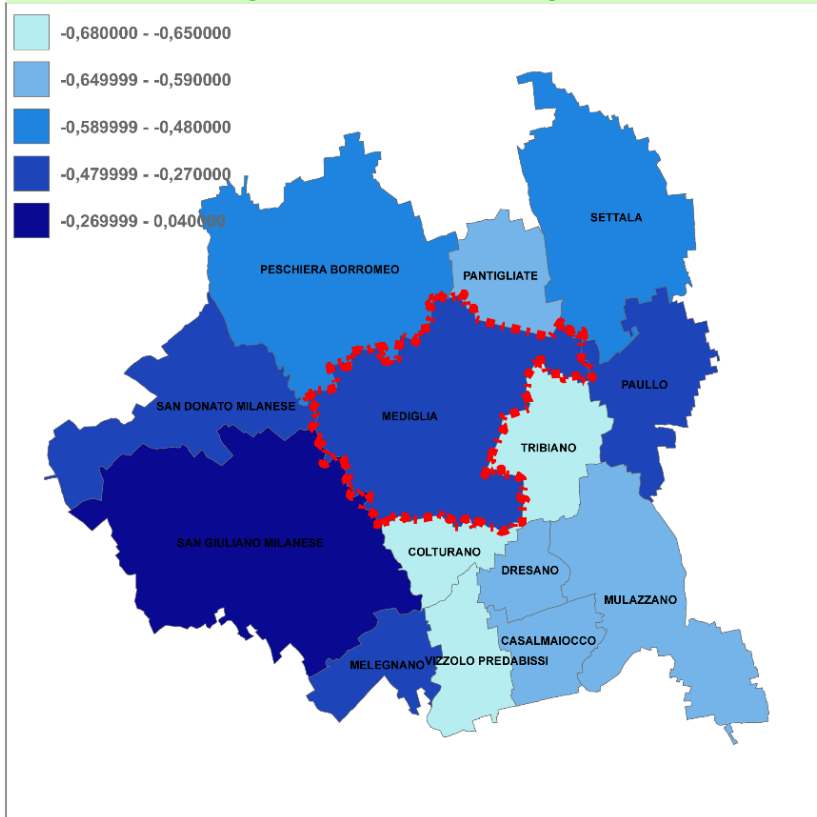 -0,680000 - -0,650000
-0,649999 - -0,590000
-0,589999 - -0,480000
-0,479999 - -0,270000
-0,269999 - 0,040000
SETTALA
PESCHIERA BORROMEO
PANTIGLIATE
PAULLO
SAN DONATO MILANESE
MEDIGLIA
TRIBIANO
SAN GIULIANO MILANESE
COLTURANO
DRESANO
MULAZZANO
CASALMAIOCCO
VIZZOLO PREDABISSI
MELEGNANO